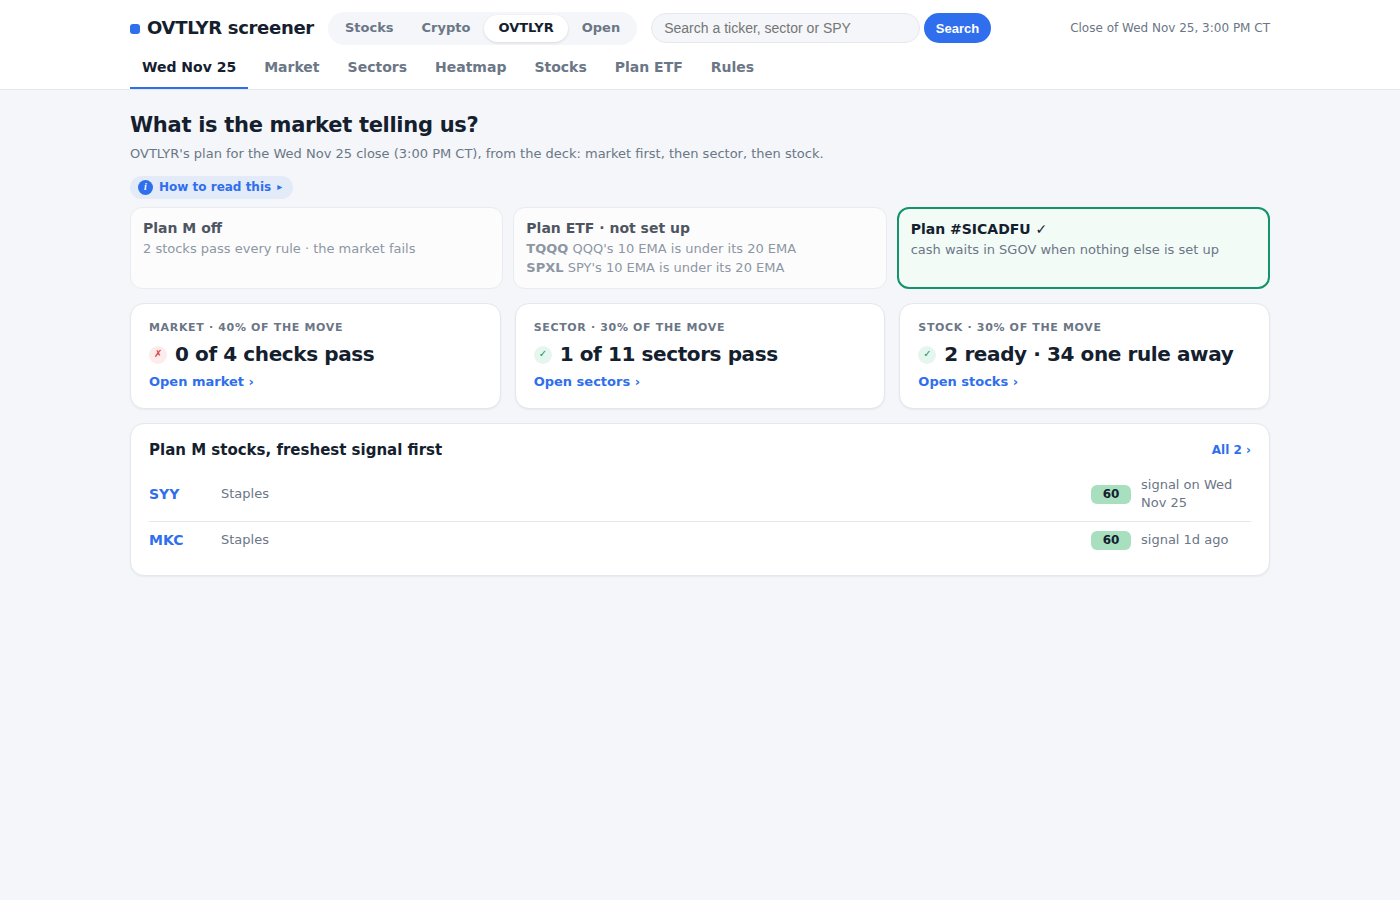 OVTLYR screener
Stocks Crypto OVTLYR Open
Search a ticker, sector or SPY
Search
Close of Wed Nov 25, 3:00 PM CT
Wed Nov 25 Market Sectors Heatmap Stocks Plan ETF Rules
What is the market telling us?
OVTLYR's plan for the Wed Nov 25 close (3:00 PM CT), from the deck: market first, then sector, then stock.
i How to read this ▸
Plan M off
2 stocks pass every rule · the market fails
Plan ETF · not set up
TQQQ QQQ's 10 EMA is under its 20 EMA
SPXL SPY's 10 EMA is under its 20 EMA
Plan #SICADFU ✓
cash waits in SGOV when nothing else is set up
MARKET · 40% OF THE MOVE
✗ 0 of 4 checks pass
Open market ›
SECTOR · 30% OF THE MOVE
✓ 1 of 11 sectors pass
Open sectors ›
STOCK · 30% OF THE MOVE
✓ 2 ready · 34 one rule away
Open stocks ›
Plan M stocks, freshest signal first
All 2 ›
SYY Staples 60 signal on Wed
Nov 25
MKC Staples 60 signal 1d ago